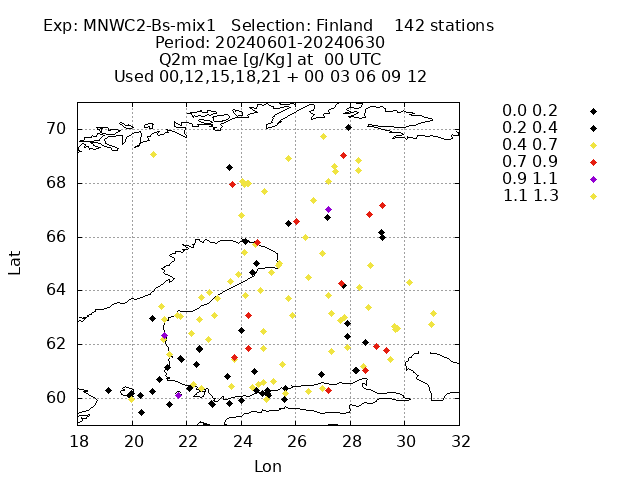 Exp: MNWC2-Bs-mix1   Selection: Finland    142 stations
Period: 20240601-20240630
Q2m mae [g/Kg] at  00 UTC
Used 00,12,15,18,21 + 00 03 06 09 12
0.0 0.2
0.2 0.4
0.4 0.7
0.7 0.9
0.9 1.1
1.1 1.3
70
68
66
64
62
60
Lat
18 20 22 24 26 28 30 32
Lon